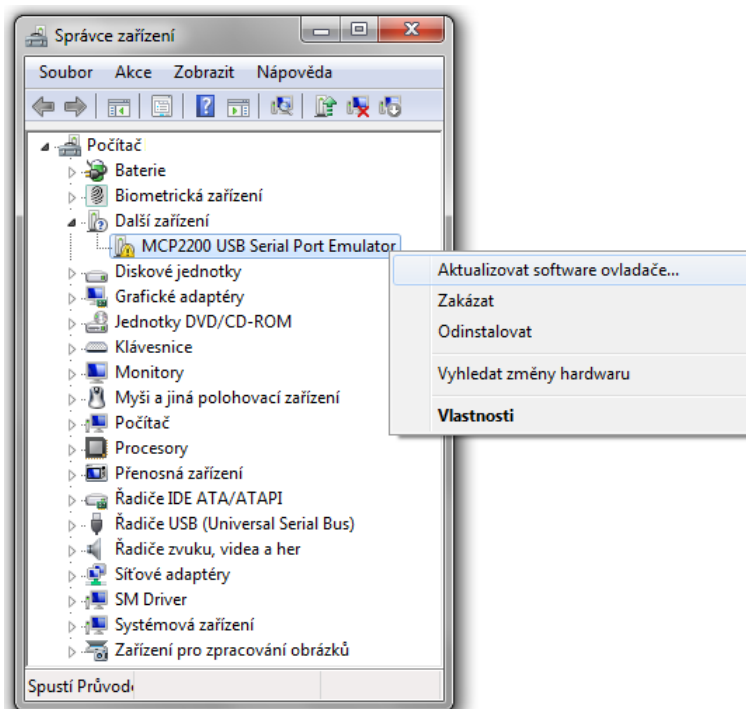 Správce zařízení
Soubor Akce Zobrazit Nápověda
Počítač
Baterie
Biometrická zařízení
Další zařízení
MCP2200 USB Serial Port Emulator
Diskové jednotky
Grafické adaptéry
Jednotky DVD/CD-ROM
Klávesnice
Monitory
Myši a jiná polohovací zařízení
Počítač
Procesory
Přenosná zařízení
Řadiče IDE ATA/ATAPI
Řadiče USB (Universal Serial Bus)
Řadiče zvuku, videa a her
Síťové adaptéry
SM Driver
Systémová zařízení
Zařízení pro zpracování obrázků
Aktualizovat software ovladače...
Zakázat
Odinstalovat
Vyhledat změny hardwaru
Vlastnosti
Spustí